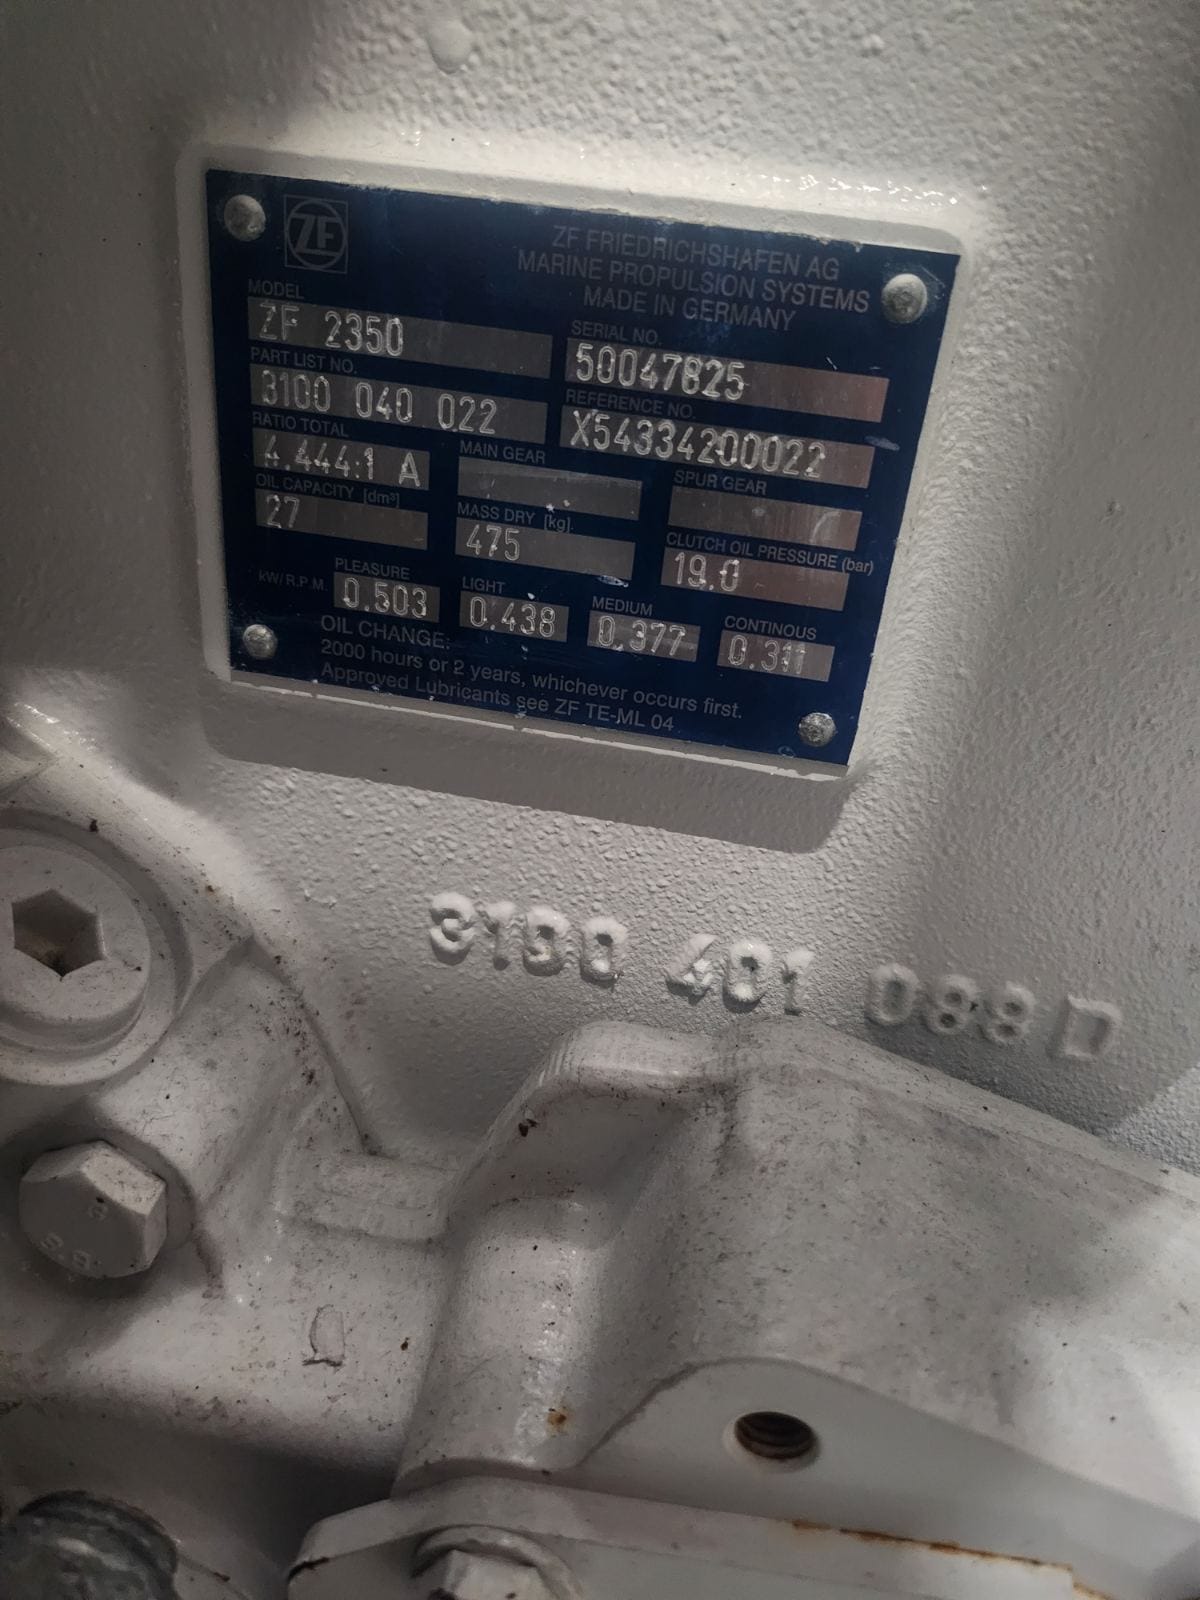 ZF
ZF FRIEDRICHSHAFEN AG
MARINE PROPULSION SYSTEMS
MADE IN GERMANY
MODEL
ZF 2350
SERIAL NO.
50047825
PART LIST NO.
3100 040 022
REFERENCE NO.
X54334200022
RATIO TOTAL
4.444:1 A
MAIN GEAR
SPUR GEAR
OIL CAPACITY [dm³]
27
MASS DRY [kg].
475
CLUTCH OIL PRESSURE (bar)
19.0
kW/R.P.M.
PLEASURE
0.503
LIGHT
0.438
MEDIUM
0.377
CONTINOUS
0.311
OIL CHANGE:
2000 hours or 2 years, whichever occurs first.
Approved Lubricants see ZF TE-ML 04
401 088 D
8.8